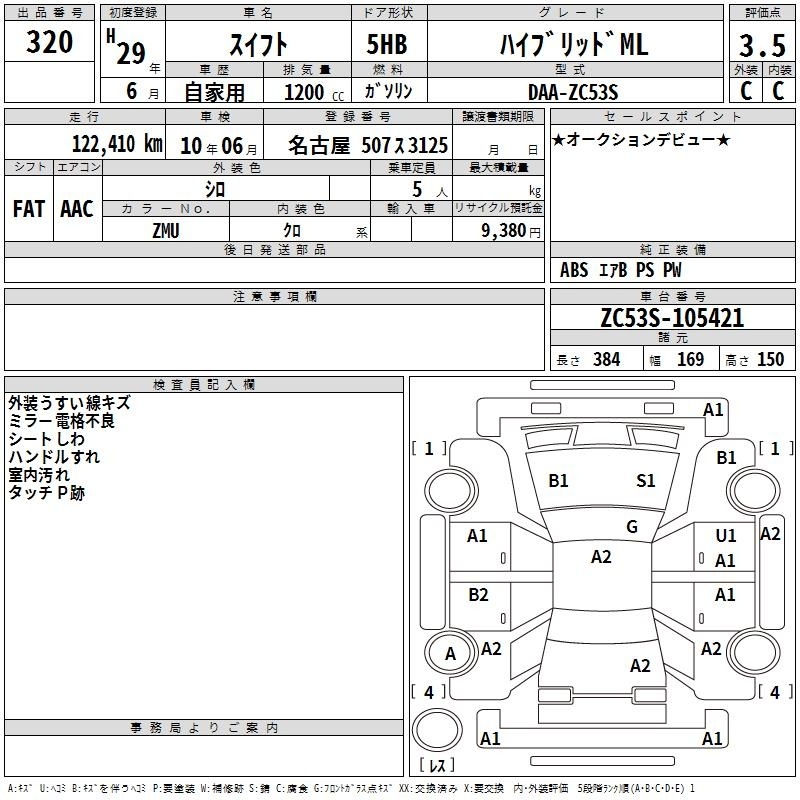 出品番号 初度登録 車名 ドア形状 グレード 評価点
320 H29年 スイフト 5HB ハイブリッドML 3.5
車歴 排気量 燃料 型式 外装 内装
6月 自家用 1200cc ガソリン DAA-ZC53S C C
走行 車検 登録番号 譲渡書類期限 セールスポイント
122,410km 10年06月 名古屋 507ス3125 月 日 ★オークションデビュー★
シフト エアコン 外装色 乗車定員 最大積載量
FAT AAC シロ 5人 kg
カラーNo. 内装色 輸入車 リサイクル預託金
ZMU クロ 系 9,380円
後日発送部品 純正装備
ABS エアB PS PW
注意事項欄 車台番号
ZC53S-105421
諸元
長さ 384 幅 169 高さ 150
検査員記入欄
外装うすい線キズ
ミラー電格不良
シートしわ
ハンドルすれ
室内汚れ
タッチP跡
A1
[1] B1 [1]
B1 S1
G
A1 A2 U1 A2
A1
B2 A1
A A2 A2
A2
[4] [4]
A1 A1
[レス]
事務局よりご案内
A:キズ U:ヘコミ B:キズを伴うヘコミ P:要塗装 W:補修跡 S:錆 C:腐食 G:フロントガラス点キズ XX:交換済み X:要交換 内・外装評価 5段階ランク順(A・B・C・D・E) 1